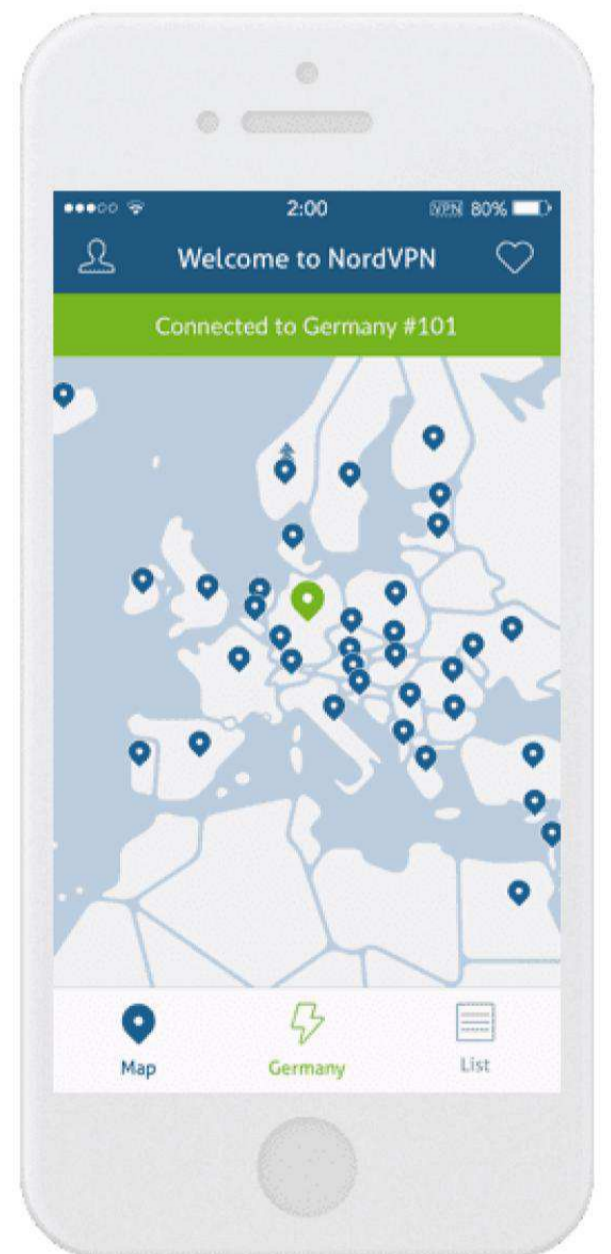 2:00 VPN 80%
Welcome to NordVPN
Connected to Germany #101
Map Germany List